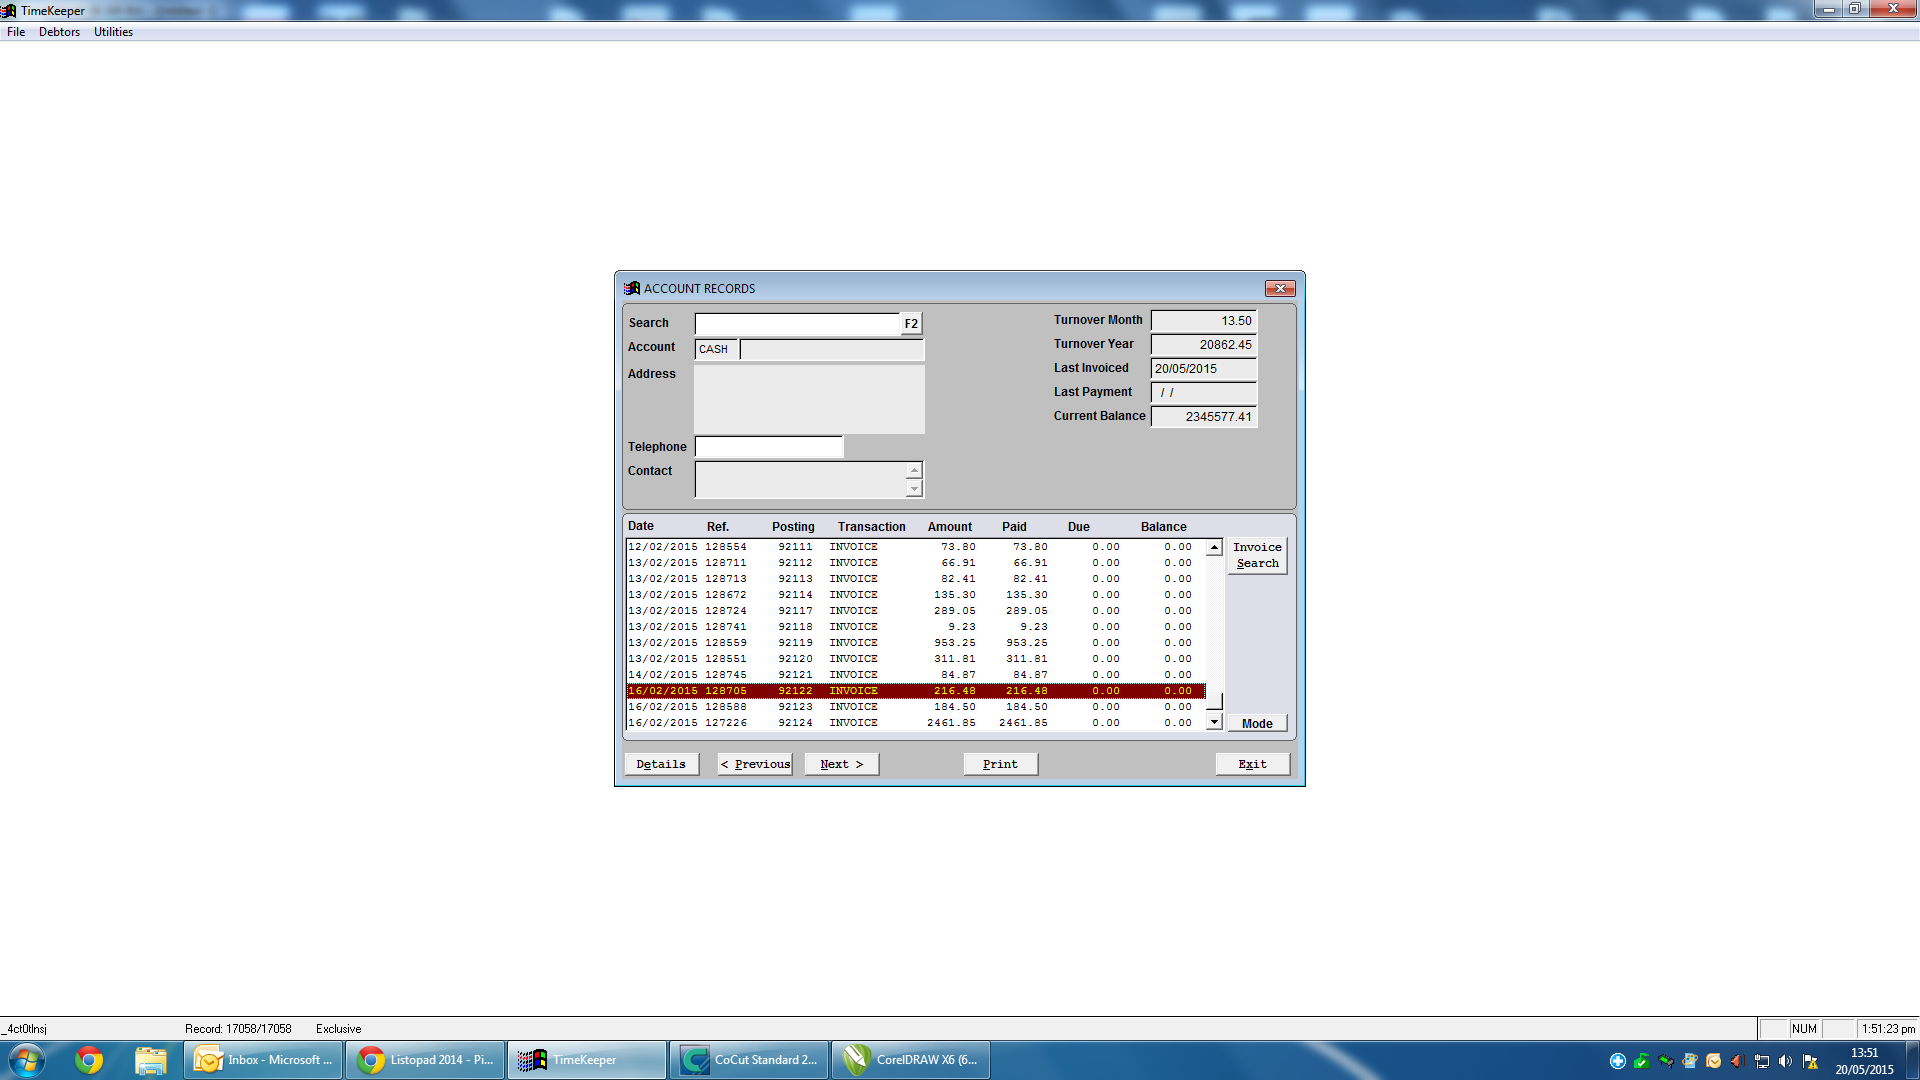 TimeKeeper
File Debtors Utilities
ACCOUNT RECORDS
Search F2
Account CASH
Address
Telephone
Contact
Turnover Month 13.50
Turnover Year 20862.45
Last Invoiced 20/05/2015
Last Payment / /
Current Balance 2345577.41
Date Ref. Posting Transaction Amount Paid Due Balance
12/02/2015 128554 92111 INVOICE 73.80 73.80 0.00 0.00
13/02/2015 128711 92112 INVOICE 66.91 66.91 0.00 0.00
13/02/2015 128713 92113 INVOICE 82.41 82.41 0.00 0.00
13/02/2015 128672 92114 INVOICE 135.30 135.30 0.00 0.00
13/02/2015 128724 92117 INVOICE 289.05 289.05 0.00 0.00
13/02/2015 128741 92118 INVOICE 9.23 9.23 0.00 0.00
13/02/2015 128559 92119 INVOICE 953.25 953.25 0.00 0.00
13/02/2015 128551 92120 INVOICE 311.81 311.81 0.00 0.00
14/02/2015 128745 92121 INVOICE 84.87 84.87 0.00 0.00
16/02/2015 128705 92122 INVOICE 216.48 216.48 0.00 0.00
16/02/2015 128588 92123 INVOICE 184.50 184.50 0.00 0.00
16/02/2015 127226 92124 INVOICE 2461.85 2461.85 0.00 0.00
Invoice
Search
Mode
Details < Previous Next > Print Exit
_4ct0tlnsj Record: 17058/17058 Exclusive NUM 1:51:23 pm
Inbox - Microsoft ... Listopad 2014 - Pi... TimeKeeper CoCut Standard 2... CorelDRAW X6 (6...
13:51
20/05/2015